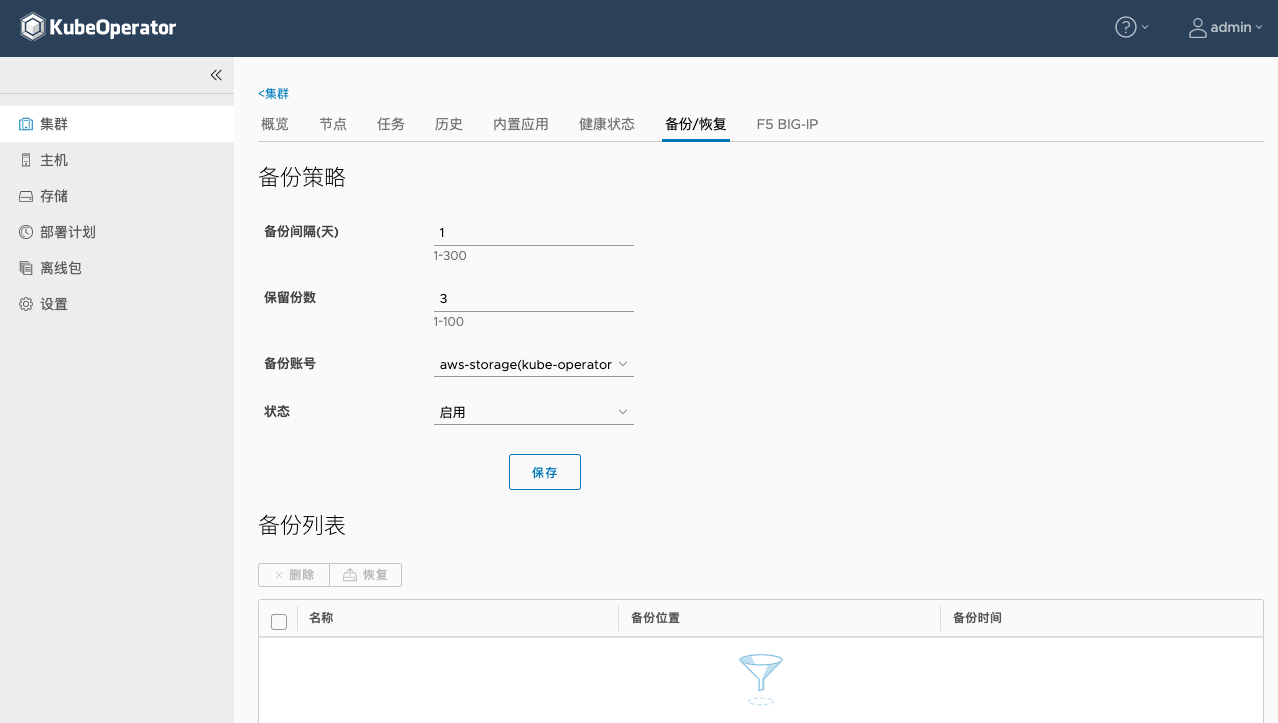 KubeOperator
admin
集群
主机
存储
部署计划
离线包
设置
<集群
概览 节点 任务 历史 内置应用 健康状态 备份/恢复 F5 BIG-IP
备份策略
备份间隔(天) 1
1~300
保留份数 3
1~100
备份账号 aws-storage(kube-operator
状态 启用
保存
备份列表
删除 恢复
名称 备份位置 备份时间